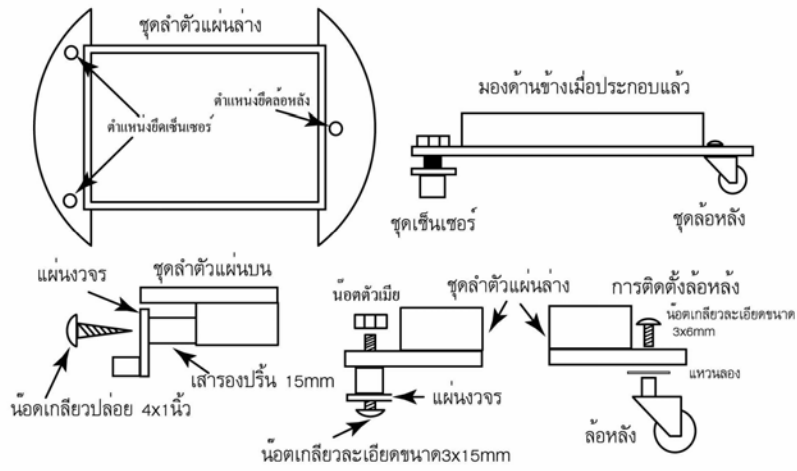 ชุดลำตัวแผ่นล่าง
ตำแหน่งยึดล้อหลัง
ตำแหน่งยึดเซ็นเซอร์
มองด้านข้างเมื่อประกอบแล้ว
ชุดเซ็นเซอร์
ชุดล้อหลัง
แผ่นงวจร
ชุดลำตัวแผ่นบน
เสารองปริ้น 15mm
น๊อดเกลียวปล่อย 4x1นิ้ว
น๊อตตัวเมีย
ชุดลำตัวแผ่นล่าง
แผ่นงวจร
น๊อตเกลียวละเอียดขนาด3x15mm
การติดตั้งล้อหลัง
น๊อตเกลียวละเอียดขนาด
3x6mm
แหวนลอง
ล้อหลัง